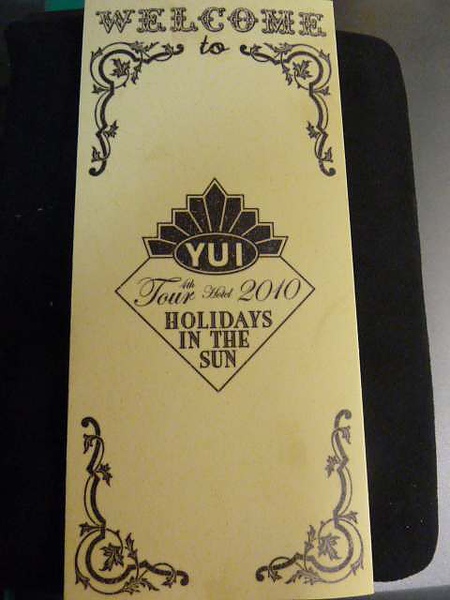 WELCOME
to
YUI
4th
Tour Hotel 2010
HOLIDAYS
IN THE
SUN